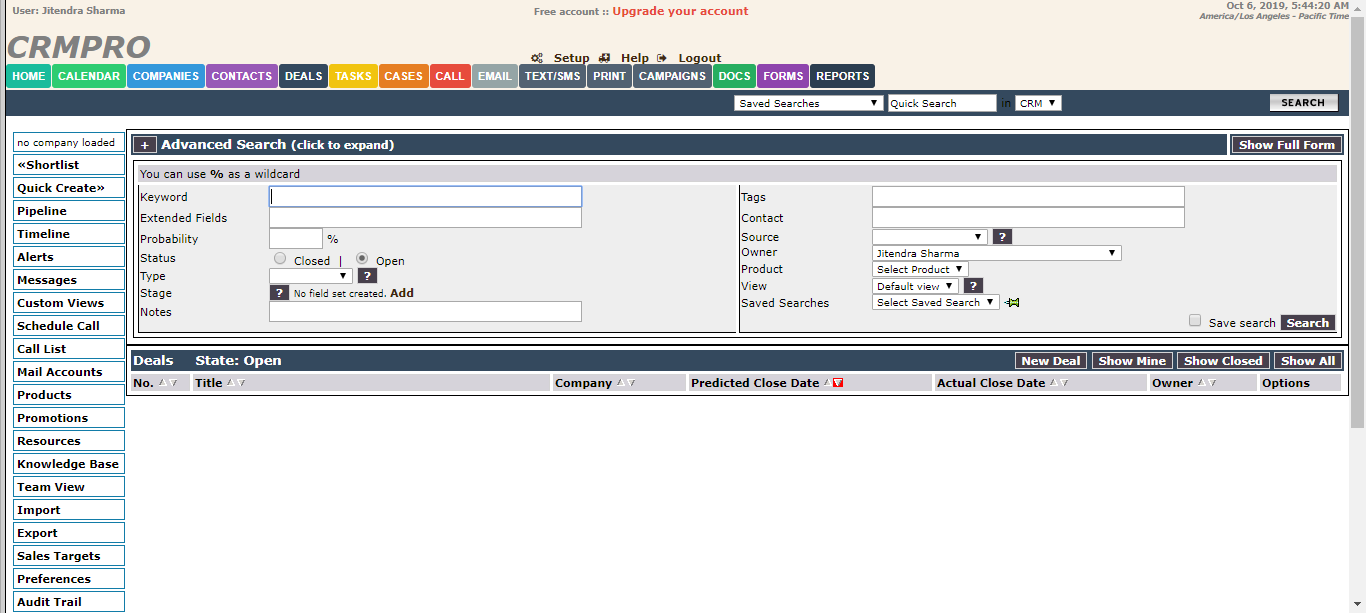 User: Jitendra Sharma
Free account :: Upgrade your account
Oct 6, 2019, 5:44:20 AM
America/Los Angeles - Pacific Time
CRMPRO
Setup Help Logout
HOME CALENDAR COMPANIES CONTACTS DEALS TASKS CASES CALL EMAIL TEXT/SMS PRINT CAMPAIGNS DOCS FORMS REPORTS
Saved Searches Quick Search in CRM SEARCH
no company loaded
«Shortlist
Quick Create»
Pipeline
Timeline
Alerts
Messages
Custom Views
Schedule Call
Call List
Mail Accounts
Products
Promotions
Resources
Knowledge Base
Team View
Import
Export
Sales Targets
Preferences
Audit Trail
+ Advanced Search (click to expand) Show Full Form
You can use % as a wildcard
Keyword
Extended Fields
Probability %
Status Closed | Open
Type ?
Stage ? No field set created. Add
Notes
Tags
Contact
Source ?
Owner Jitendra Sharma
Product Select Product
View Default view ?
Saved Searches Select Saved Search
Save search Search
Deals State: Open New Deal Show Mine Show Closed Show All
No. Title Company Predicted Close Date Actual Close Date Owner Options